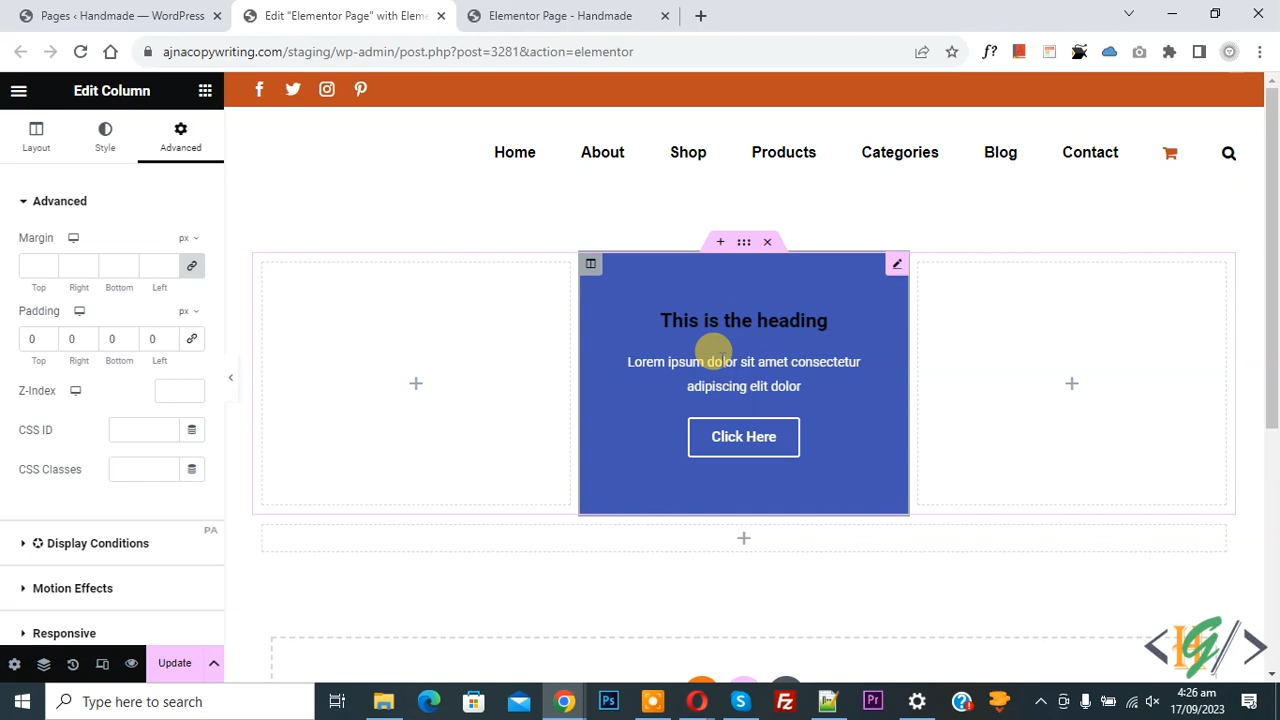 Pages ‹ Handmade — WordPress
Edit "Elementor Page" with Eleme
Elementor Page - Handmade
ajnacopywriting.com/staging/wp-admin/post.php?post=3281&action=elementor
f?
Edit Column
Layout
Style
Advanced
Home
About
Shop
Products
Categories
Blog
Contact
Advanced
Margin
px
Top
Right
Bottom
Left
Padding
px
0
0
0
0
Top
Right
Bottom
Left
Z-Index
CSS ID
CSS Classes
PA
Display Conditions
Motion Effects
Responsive
Update
This is the heading
Lorem ipsum dolor sit amet consectetur
adipiscing elit dolor
Click Here
Type here to search
Ps
S
Fz
Pr
4:26 am
17/09/2023